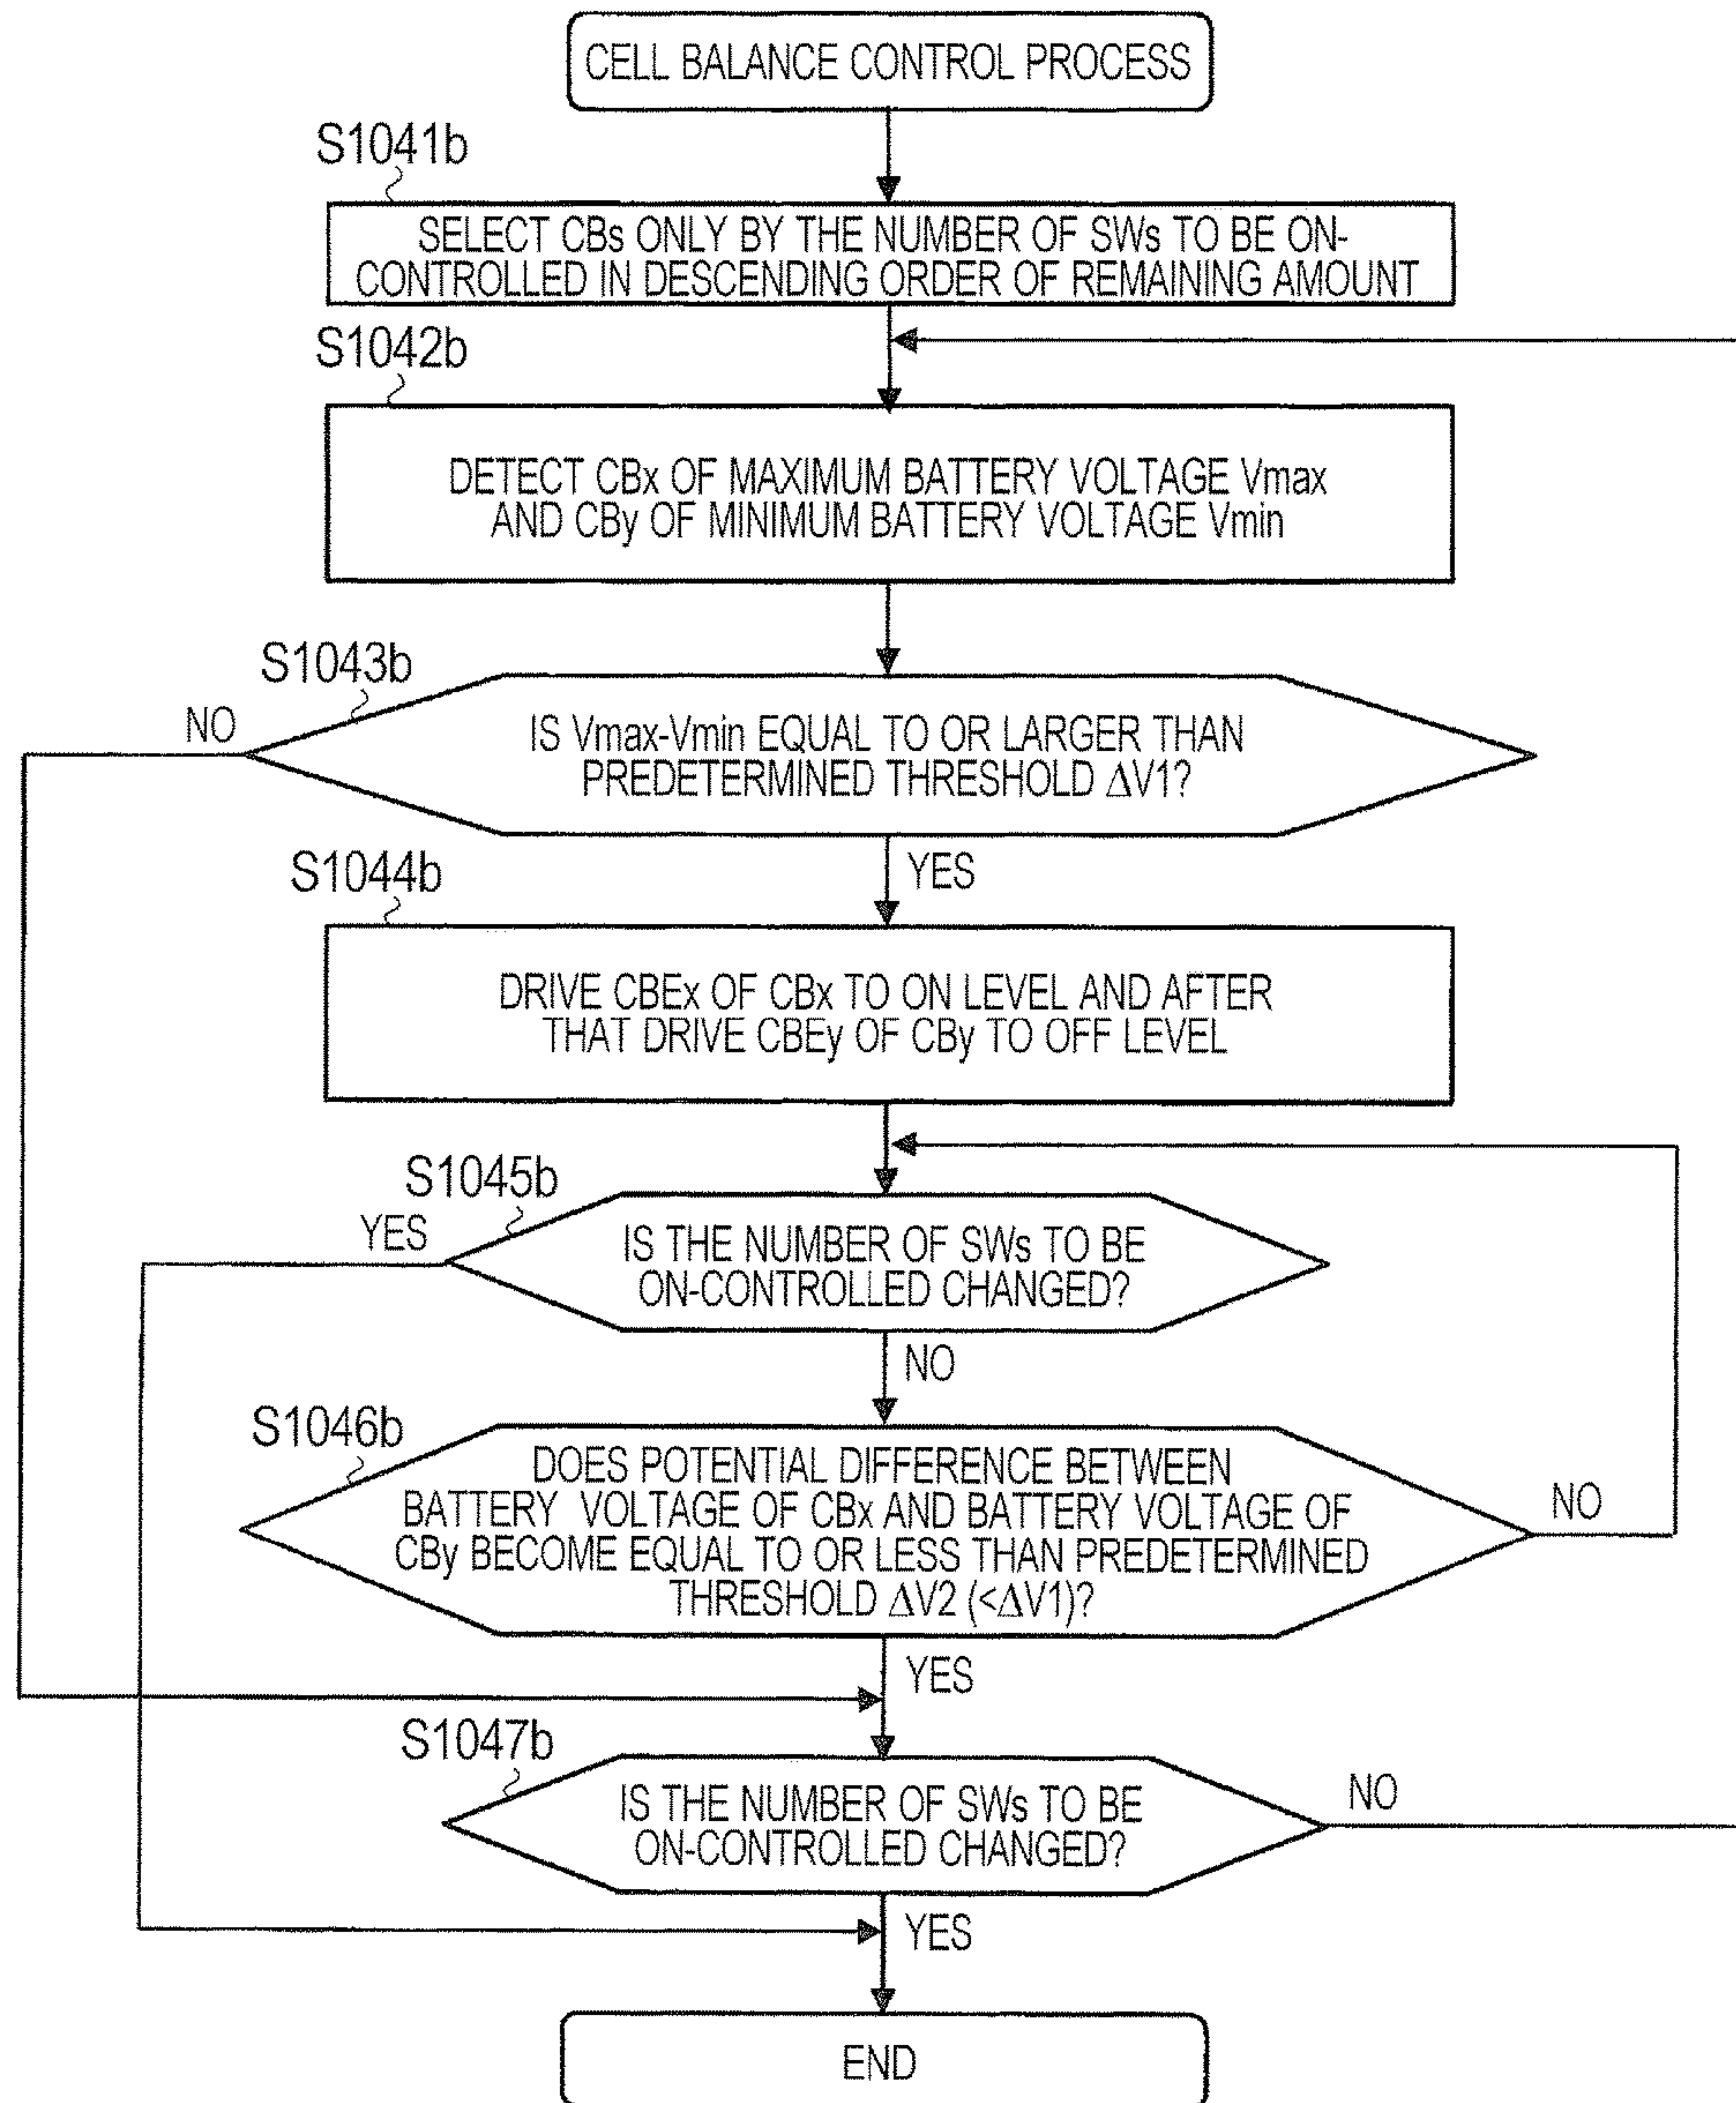 CELL BALANCE CONTROL PROCESS
S1041b
SELECT CBs ONLY BY THE NUMBER OF SWs TO BE ON-
CONTROLLED IN DESCENDING ORDER OF REMAINING AMOUNT
S1042b
DETECT CBx OF MAXIMUM BATTERY VOLTAGE Vmax
AND CBy OF MINIMUM BATTERY VOLTAGE Vmin
S1043b
NO
IS Vmax-Vmin EQUAL TO OR LARGER THAN
PREDETERMINED THRESHOLD ΔV1?
YES
S1044b
DRIVE CBEx OF CBx TO ON LEVEL AND AFTER
THAT DRIVE CBEy OF CBy TO OFF LEVEL
S1045b
YES
IS THE NUMBER OF SWs TO BE
ON-CONTROLLED CHANGED?
NO
S1046b
DOES POTENTIAL DIFFERENCE BETWEEN
BATTERY VOLTAGE OF CBx AND BATTERY VOLTAGE OF
CBy BECOME EQUAL TO OR LESS THAN PREDETERMINED
THRESHOLD ΔV2 (<ΔV1)?
NO
YES
S1047b
IS THE NUMBER OF SWs TO BE
ON-CONTROLLED CHANGED?
NO
YES
END